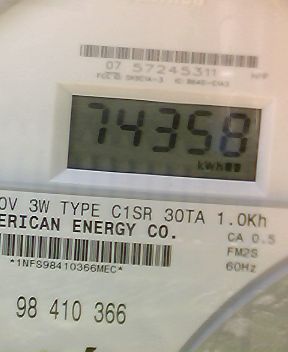 07 57245311
74358
kWh
0V 3W TYPE C1SR 30TA 1.0Kh
ERICAN ENERGY CO.
CA 0.5
FM2S
*1NFS98410366MEC*
60Hz
98 410 366